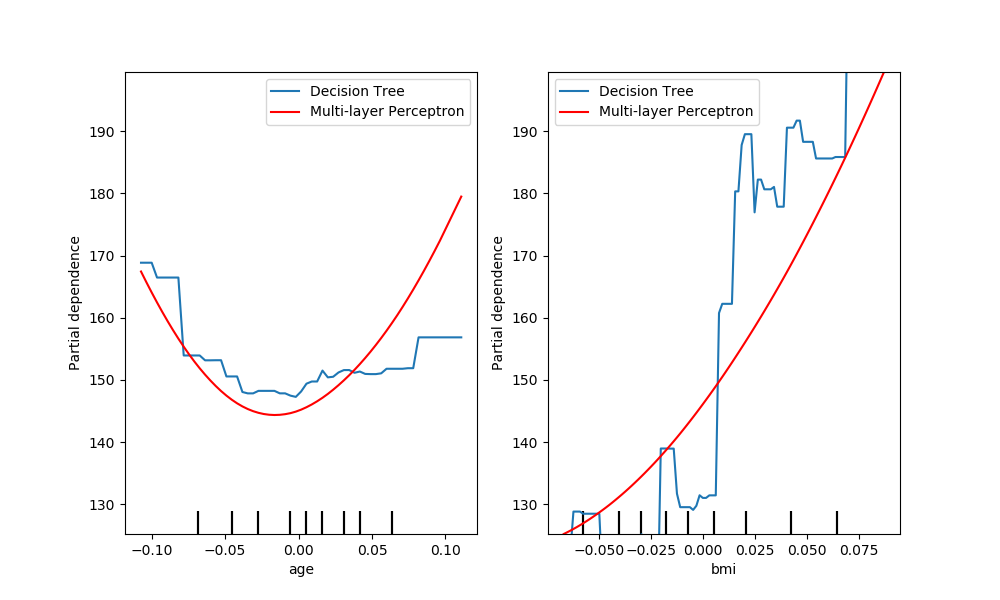 Decision Tree
Multi-layer Perceptron
190
180
170
160
150
140
130
Partial dependence
−0.10 −0.05 0.00 0.05 0.10
age
Decision Tree
Multi-layer Perceptron
190
180
170
160
150
140
130
Partial dependence
−0.050 −0.025 0.000 0.025 0.050 0.075
bmi